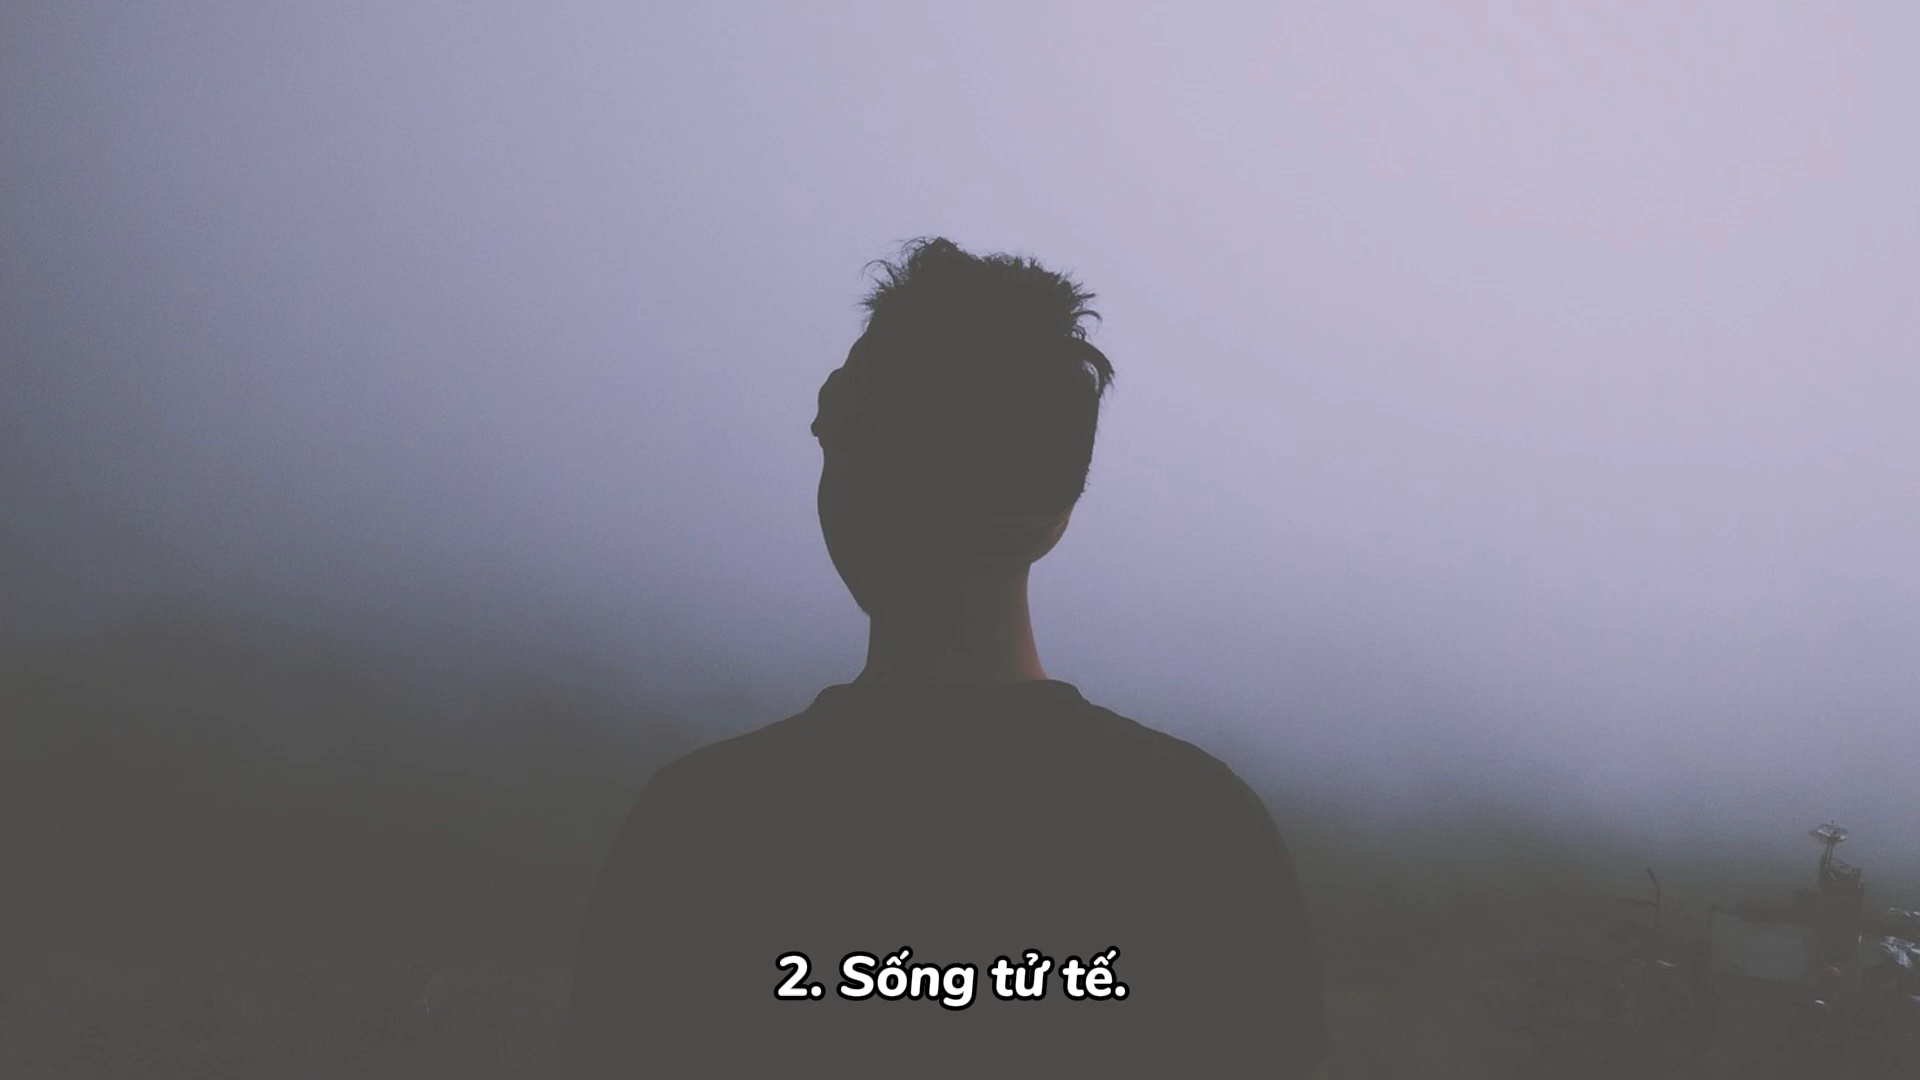 2. Sống tử tế.